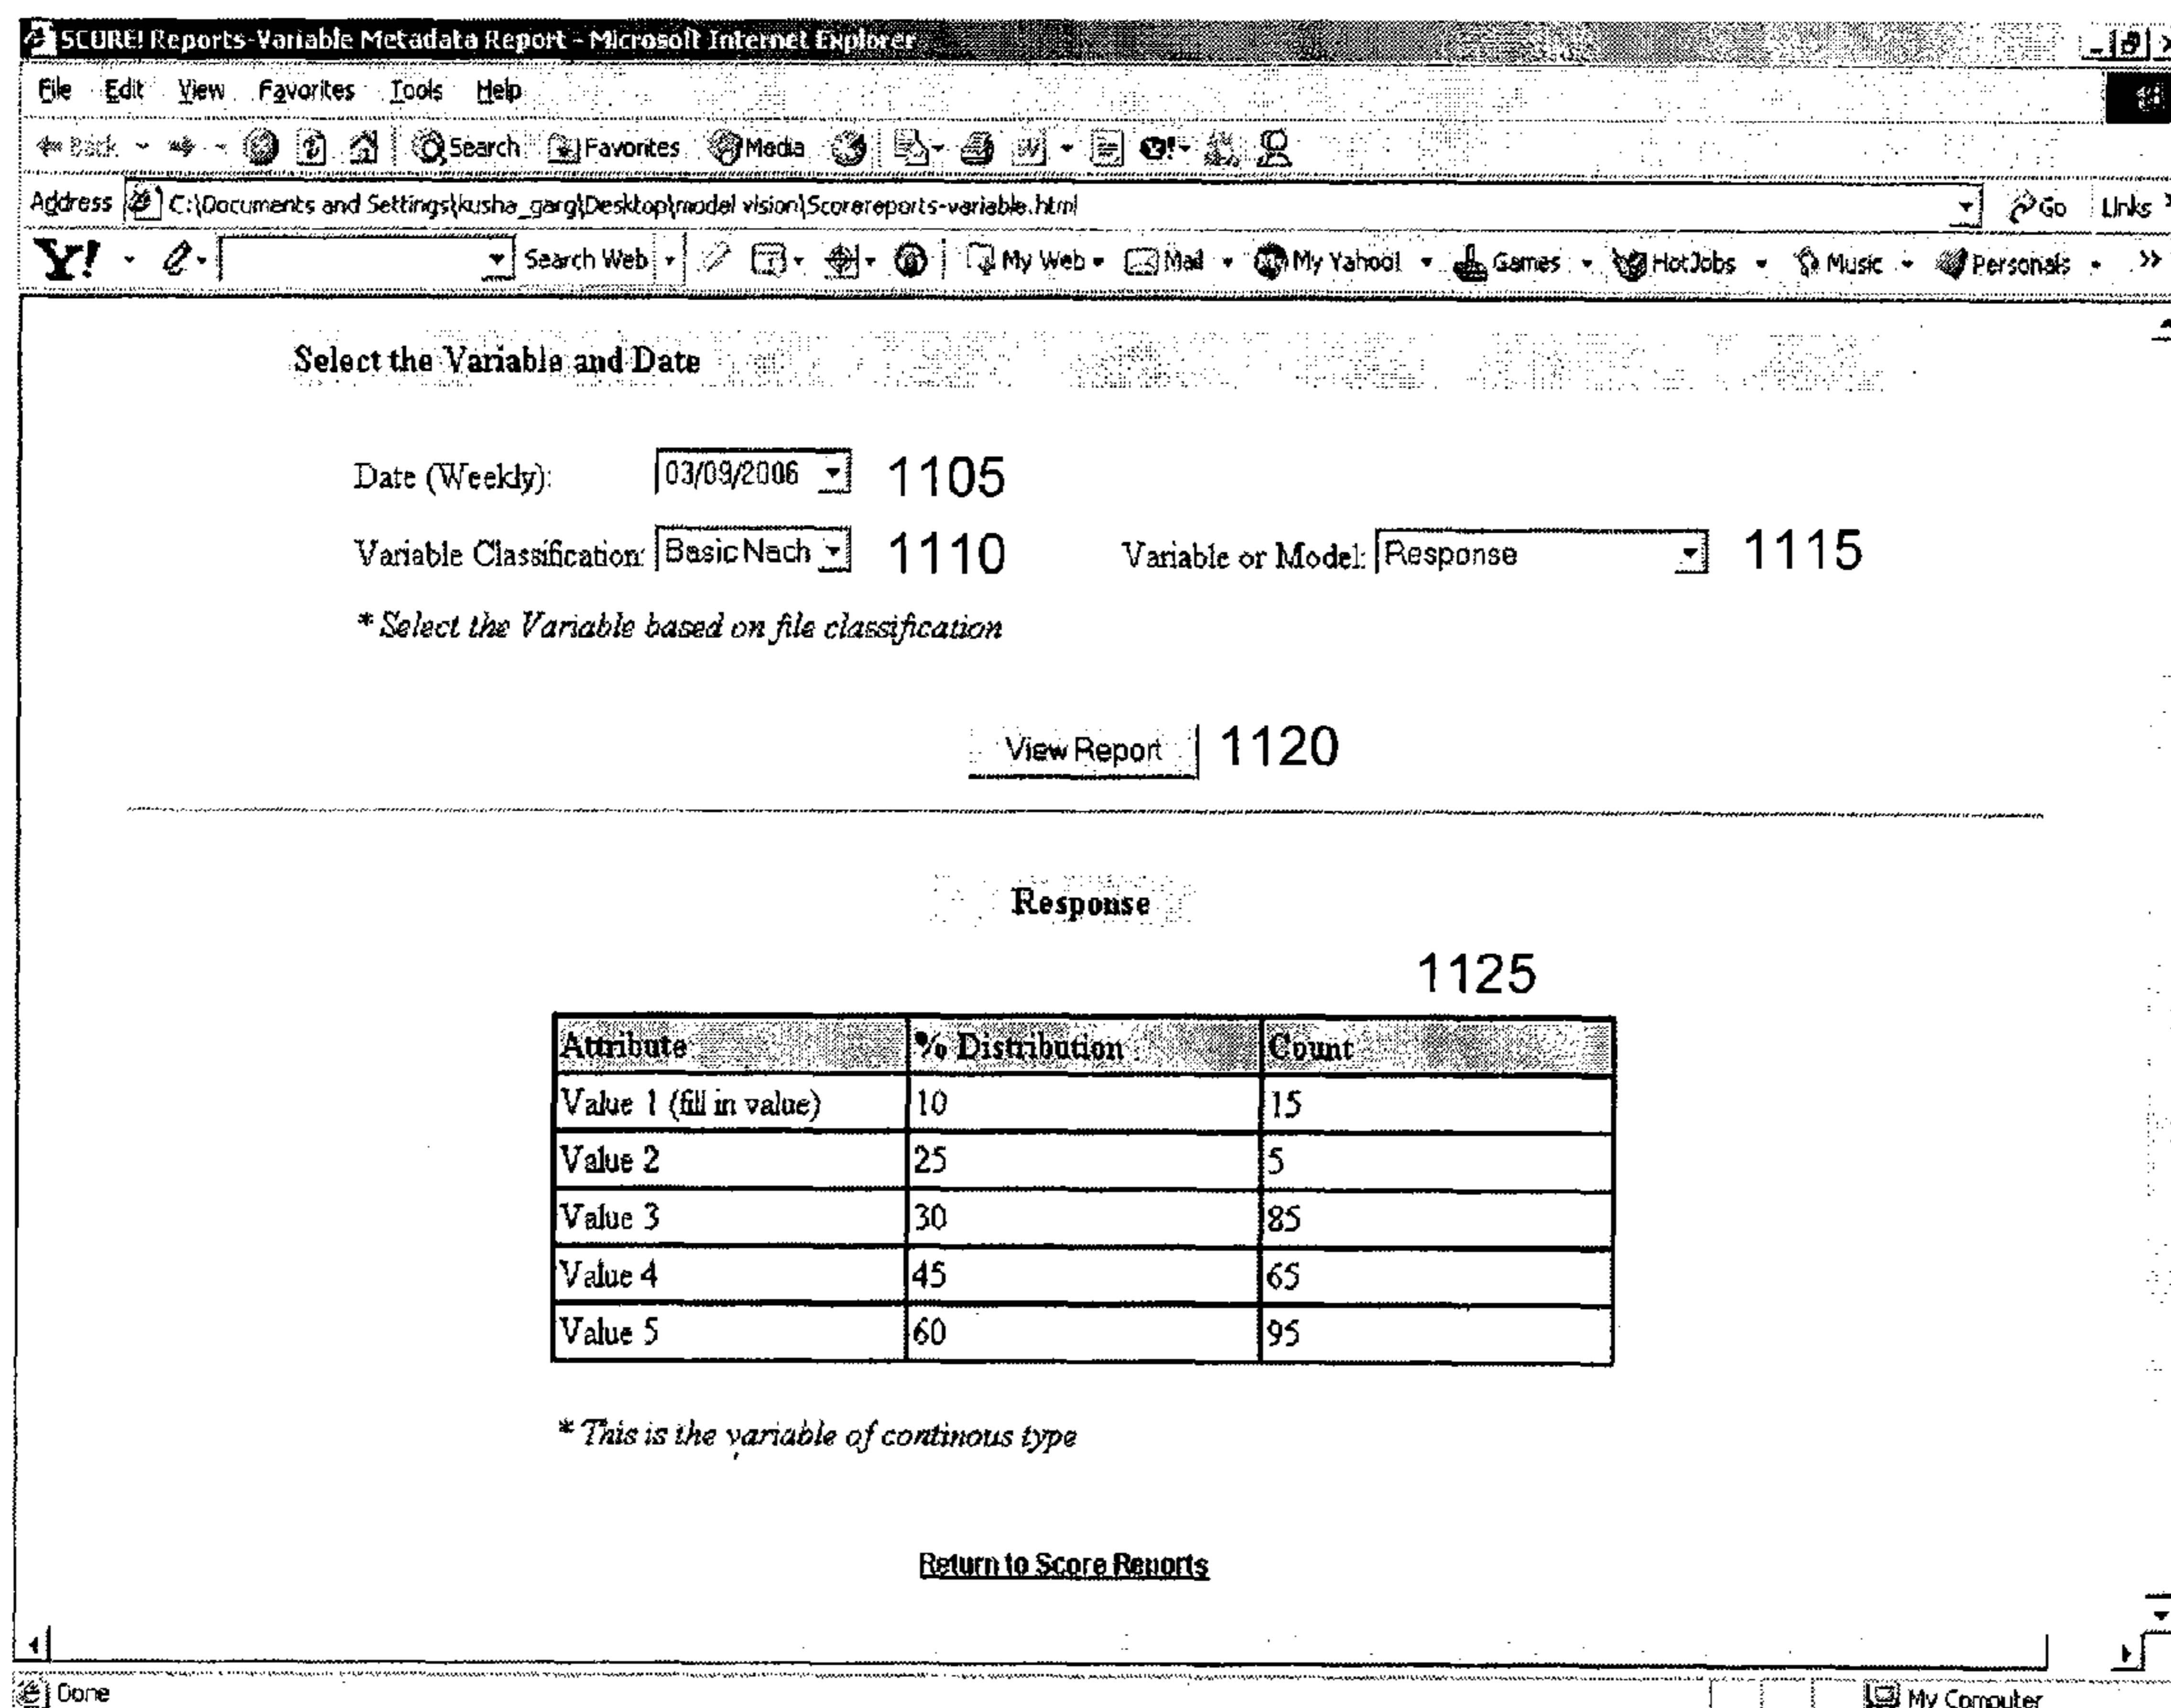 SCORE! Reports-Variable Metadata Report - Microsoft Internet Explorer
File Edit View Favorites Tools Help
Back Search Favorites Media
Address C:\Documents and Settings\kusha_garg\Desktop\model vision\Scorereports-variable.html Go Links
Y! Search Web My Web Mail My Yahoo! Games HotJobs Music Personals »
Select the Variable and Date
Date (Weekly): 03/09/2006 1105
Variable Classification: Basic Nach 1110 Variable or Model: Response 1115
* Select the Variable based on file classification
View Report 1120
Response
1125
Attribute % Distribution Count
Value 1 (fill in value) 10 15
Value 2 25 5
Value 3 30 85
Value 4 45 65
Value 5 60 95
* This is the variable of continous type
Return to Score Reports
Done My Computer